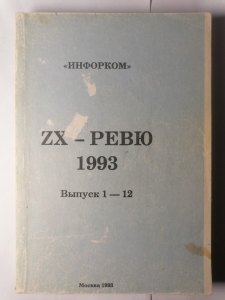 «ИНФОРКОМ»
ZX – РЕВЮ
1993
Выпуск 1 — 12
Москва 1993